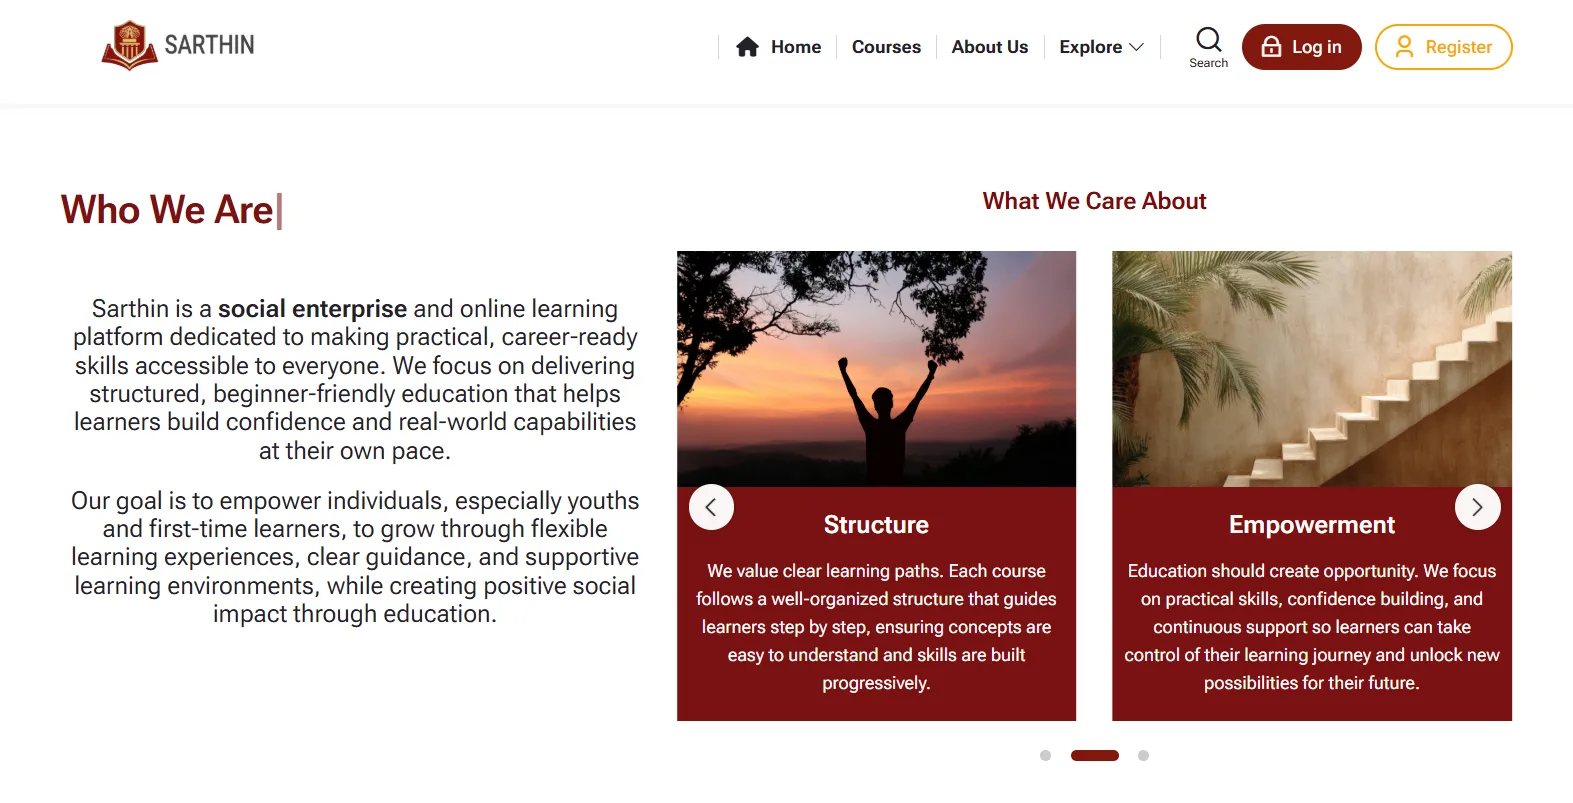 SARTHIN
Home
Courses
About Us
Explore
Search
Log in
Register
Who We Are
Sarthin is a social enterprise and online learning
platform dedicated to making practical, career-ready
skills accessible to everyone. We focus on delivering
structured, beginner-friendly education that helps
learners build confidence and real-world capabilities
at their own pace.
Our goal is to empower individuals, especially youths
and first-time learners, to grow through flexible
learning experiences, clear guidance, and supportive
learning environments, while creating positive social
impact through education.
What We Care About
Structure
We value clear learning paths. Each course
follows a well-organized structure that guides
learners step by step, ensuring concepts are
easy to understand and skills are built
progressively.
Empowerment
Education should create opportunity. We focus
on practical skills, confidence building, and
continuous support so learners can take
control of their learning journey and unlock new
possibilities for their future.